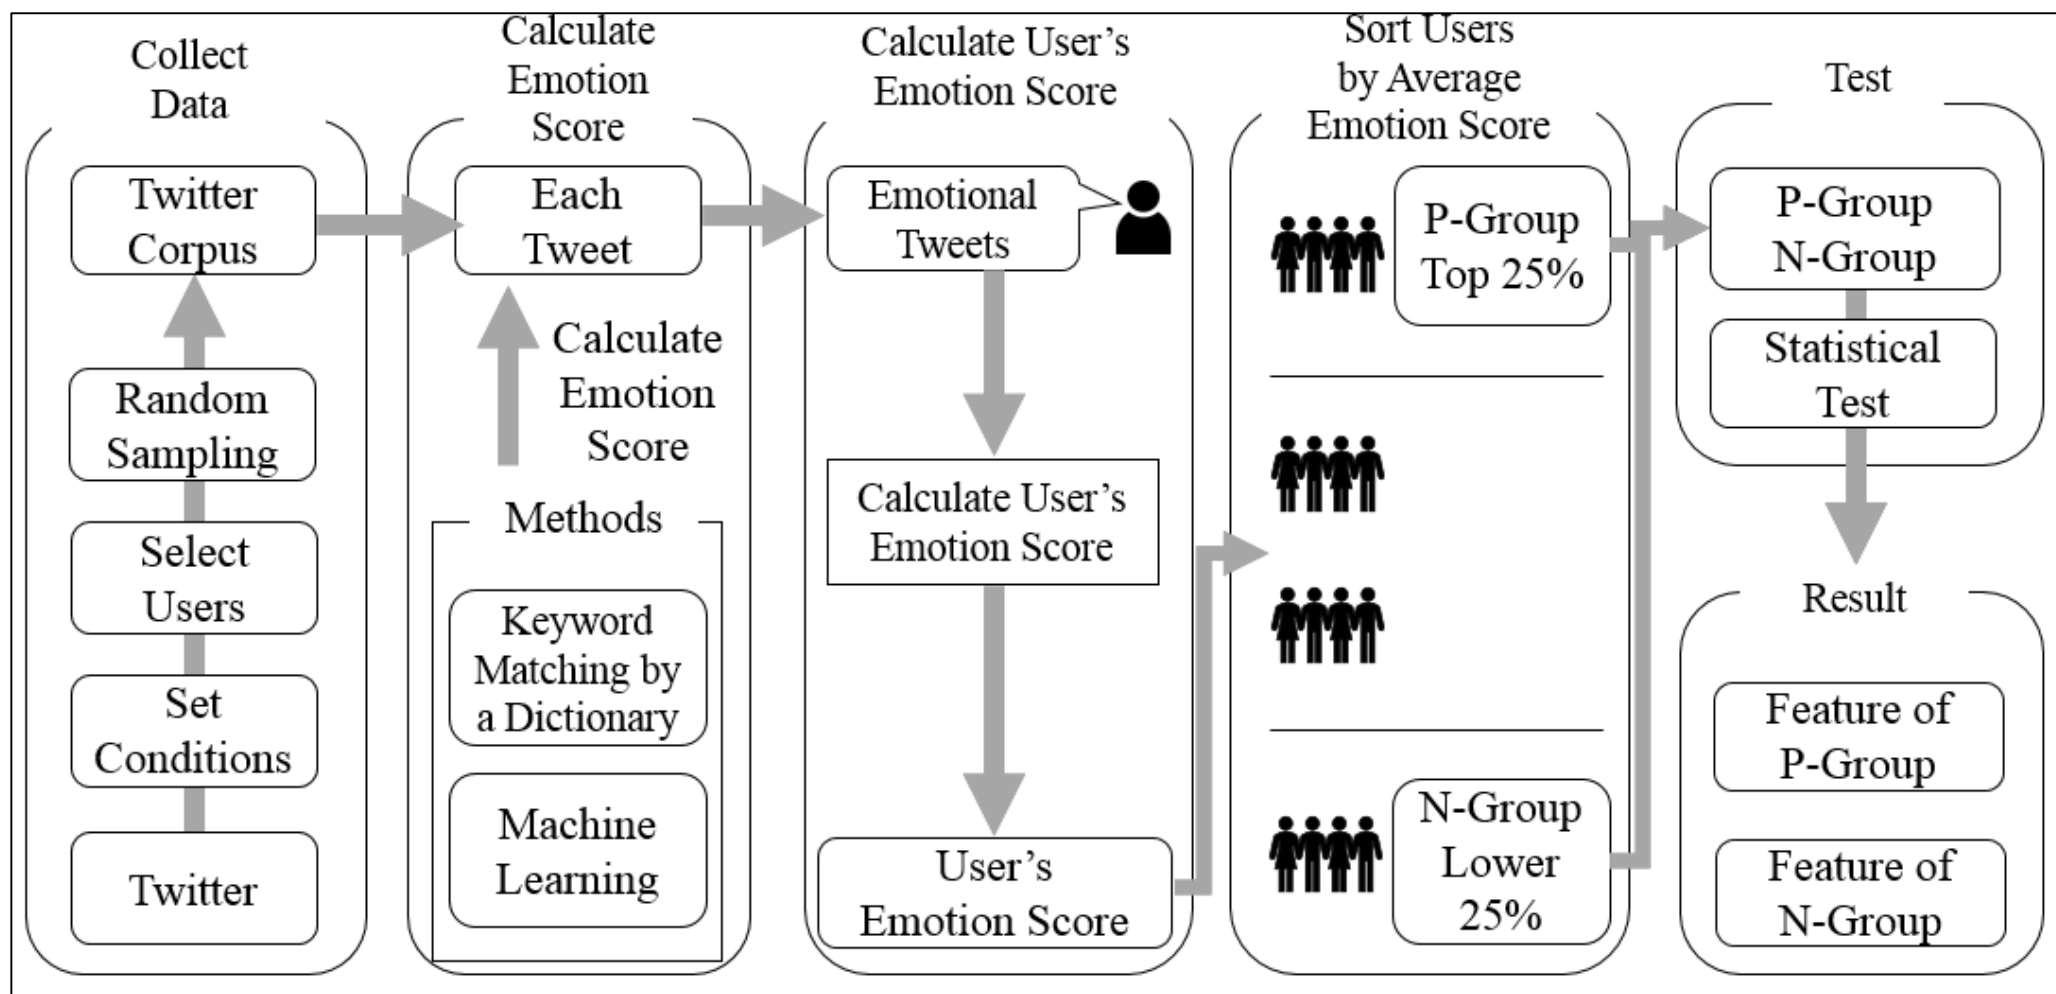 Collect
Data
Twitter
Corpus
Random
Sampling
Select
Users
Set
Conditions
Twitter
Calculate
Emotion
Score
Each
Tweet
Calculate
Emotion
Score
Methods
Keyword
Matching by
a Dictionary
Machine
Learning
Calculate User’s
Emotion Score
Emotional
Tweets
Calculate User’s
Emotion Score
User’s
Emotion Score
Sort Users
by Average
Emotion Score
P-Group
Top 25%
N-Group
Lower
25%
Test
P-Group
N-Group
Statistical
Test
Result
Feature of
P-Group
Feature of
N-Group